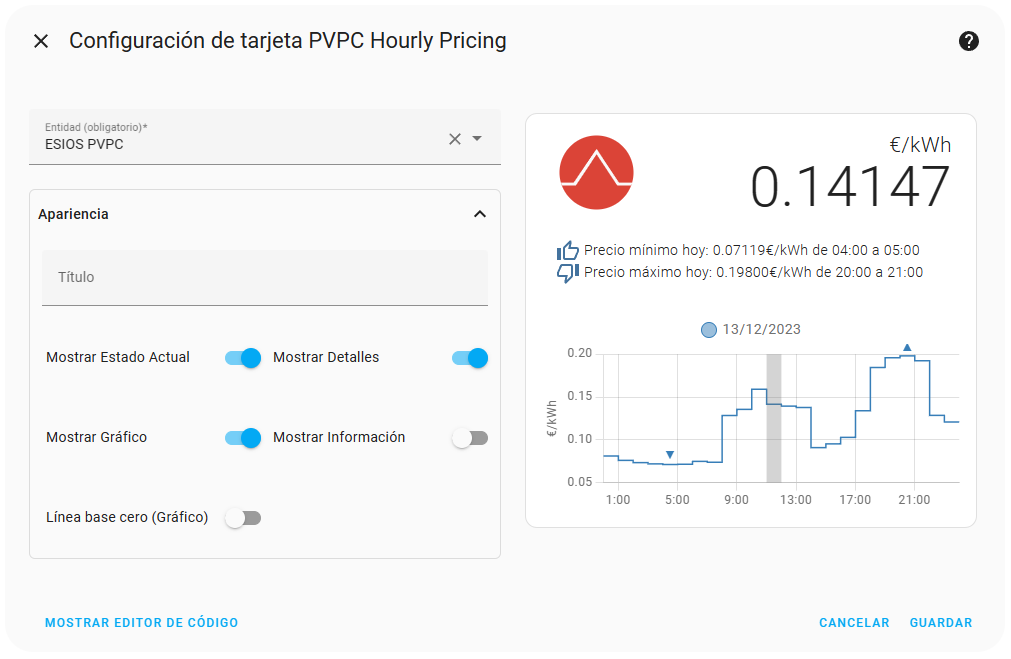 Configuración de tarjeta PVPC Hourly Pricing
?
Entidad (obligatorio)*
ESIOS PVPC
Apariencia
Título
Mostrar Estado Actual
Mostrar Detalles
Mostrar Gráfico
Mostrar Información
Línea base cero (Gráfico)
€/kWh
0.14147
Precio mínimo hoy: 0.07119€/kWh de 04:00 a 05:00
Precio máximo hoy: 0.19800€/kWh de 20:00 a 21:00
13/12/2023
€/kWh
0.20
0.15
0.10
0.05
1:00 5:00 9:00 13:00 17:00 21:00
MOSTRAR EDITOR DE CÓDIGO
CANCELAR
GUARDAR